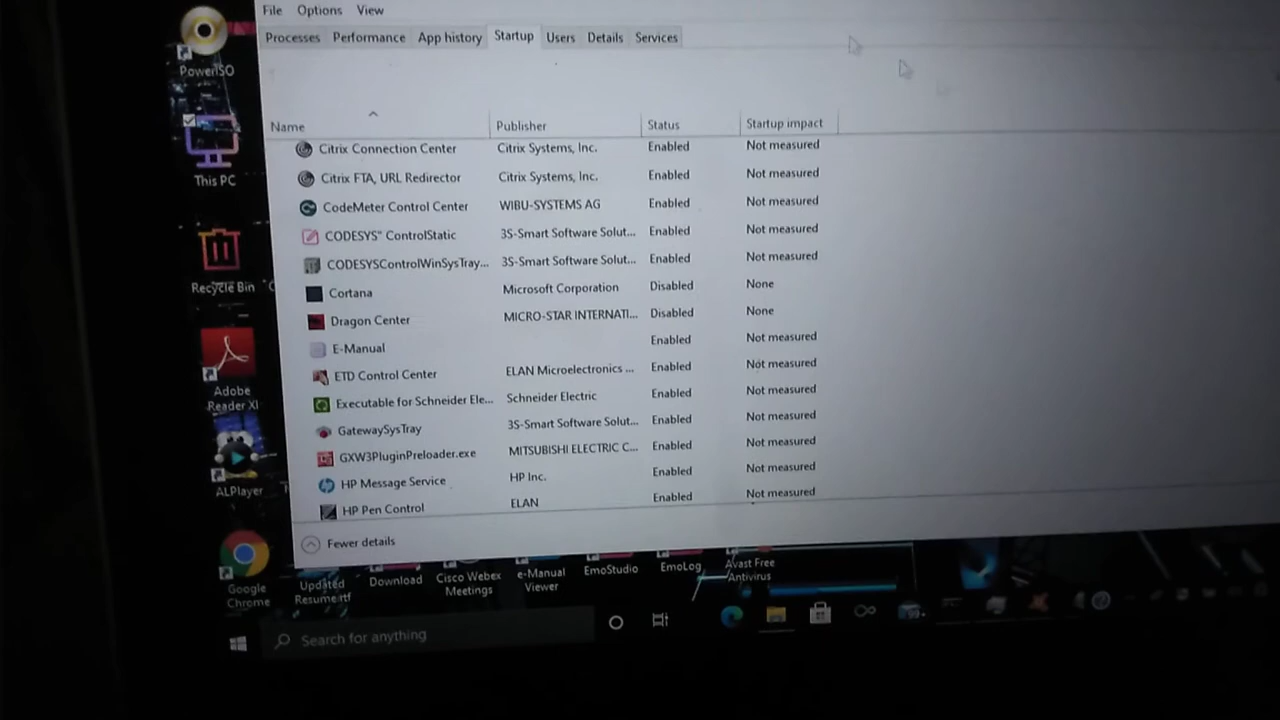 File Options View
PowerISO
Processes Performance App history Startup Users Details Services
Name Publisher Status Startup impact
Citrix Connection Center Citrix Systems, Inc. Enabled Not measured
This PC
Citrix FTA, URL Redirector Citrix Systems, Inc. Enabled Not measured
CodeMeter Control Center WIBU-SYSTEMS AG Enabled Not measured
CODESYS" ControlStatic 3S-Smart Software Solut... Enabled Not measured
CODESYSControlWinSysTray... 3S-Smart Software Solut... Enabled Not measured
Recycle Bin
Cortana Microsoft Corporation Disabled None
Dragon Center MICRO-STAR INTERNATI... Disabled None
E-Manual Enabled Not measured
ETD Control Center ELAN Microelectronics ... Enabled Not measured
Adobe
Reader XI
Executable for Schneider Ele... Schneider Electric Enabled Not measured
GatewaySysTray 3S-Smart Software Solut... Enabled Not measured
GXW3PluginPreloader.exe MITSUBISHI ELECTRIC C... Enabled Not measured
HP Message Service HP Inc. Enabled Not measured
ALPlayer
HP Pen Control ELAN Enabled Not measured
Fewer details
Google
Chrome
Updated
Resume.rtf
Download
Cisco Webex
Meetings
e-Manual
Viewer
EmoStudio
EmoLog
Avast Free
Antivirus
Search for anything